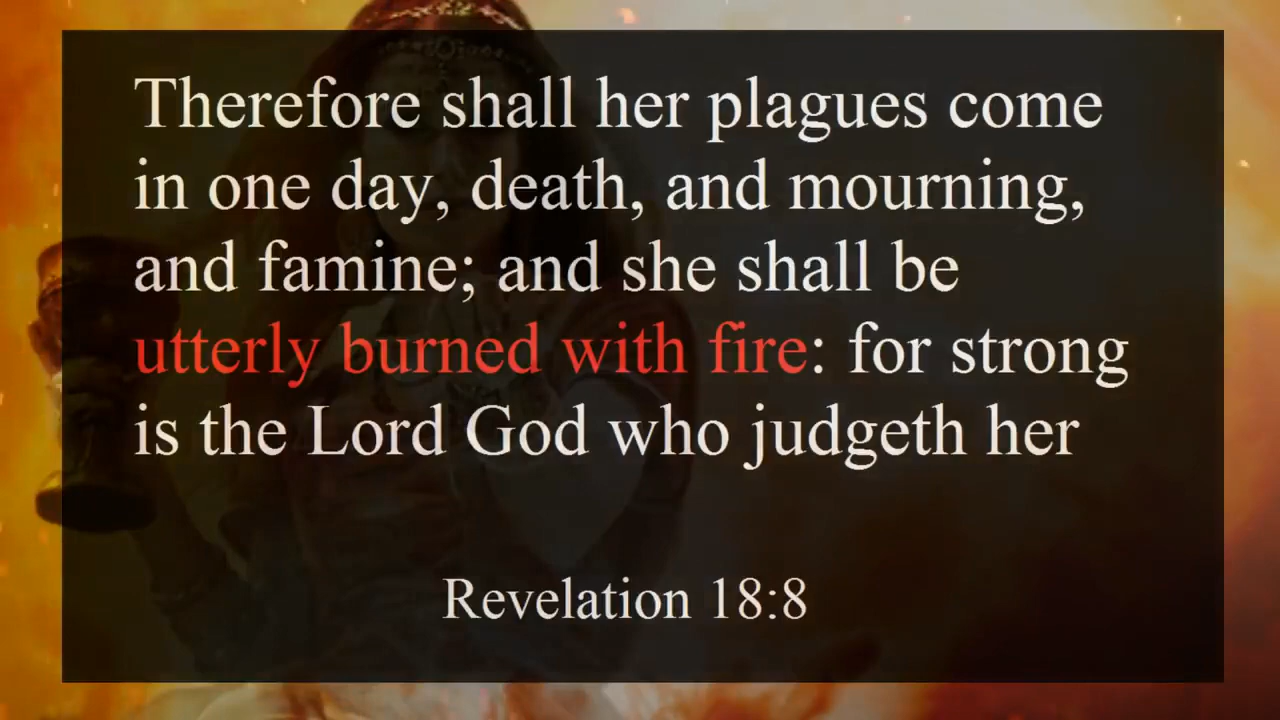 Therefore shall her plagues come
in one day, death, and mourning,
and famine; and she shall be
utterly burned with fire: for strong
is the Lord God who judgeth her
Revelation 18:8